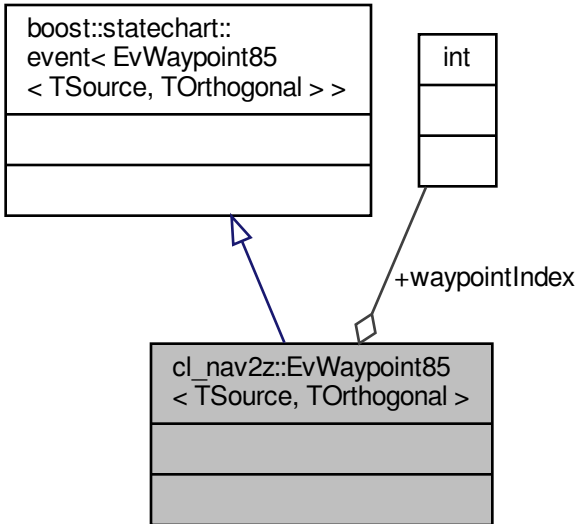 boost::statechart::
event< EvWaypoint85
< TSource, TOrthogonal > >
int
+waypointIndex
cl_nav2z::EvWaypoint85
< TSource, TOrthogonal >